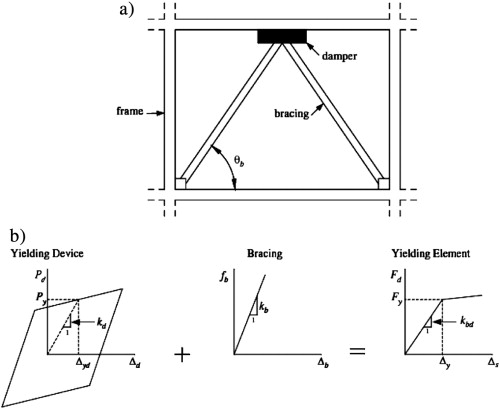 a)
damper
frame
bracing
θb
b)
Yielding Device
Bracing
Yielding Element
Pd
fb
Fd
Py
Fy
kd
kb
kbd
1
1
1
+
=
Δyd
Δd
Δb
Δy
Δs